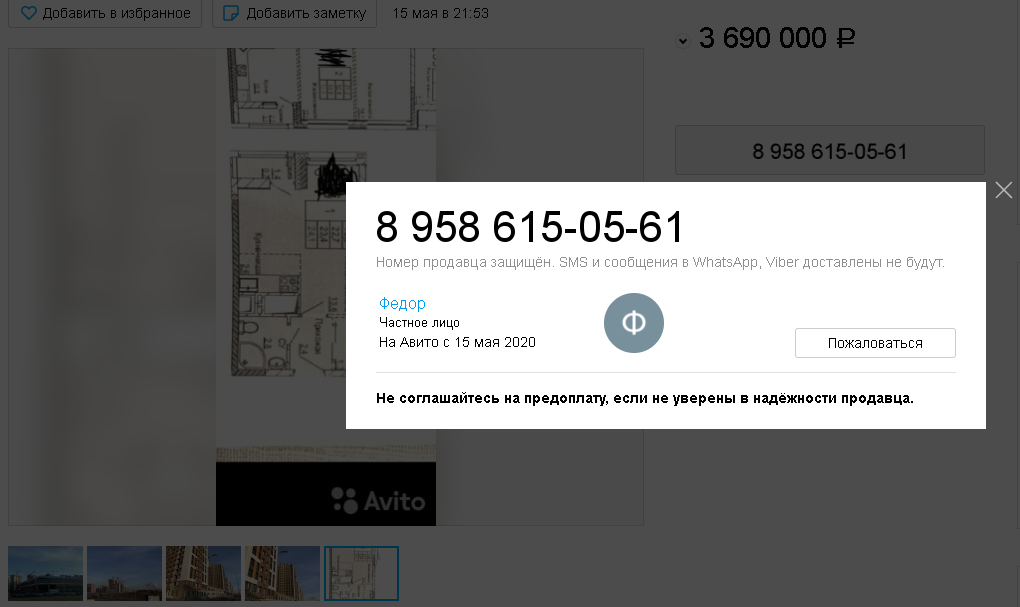 Добавить в избранное
Добавить заметку
15 мая в 21:53
3 690 000 ₽
8 958 615-05-61
8 958 615-05-61
Номер продавца защищён. SMS и сообщения в WhatsApp, Viber доставлены не будут.
Федор
Частное лицо
На Авито с 15 мая 2020
Ф
Пожаловаться
Не соглашайтесь на предоплату, если не уверены в надёжности продавца.
Avito